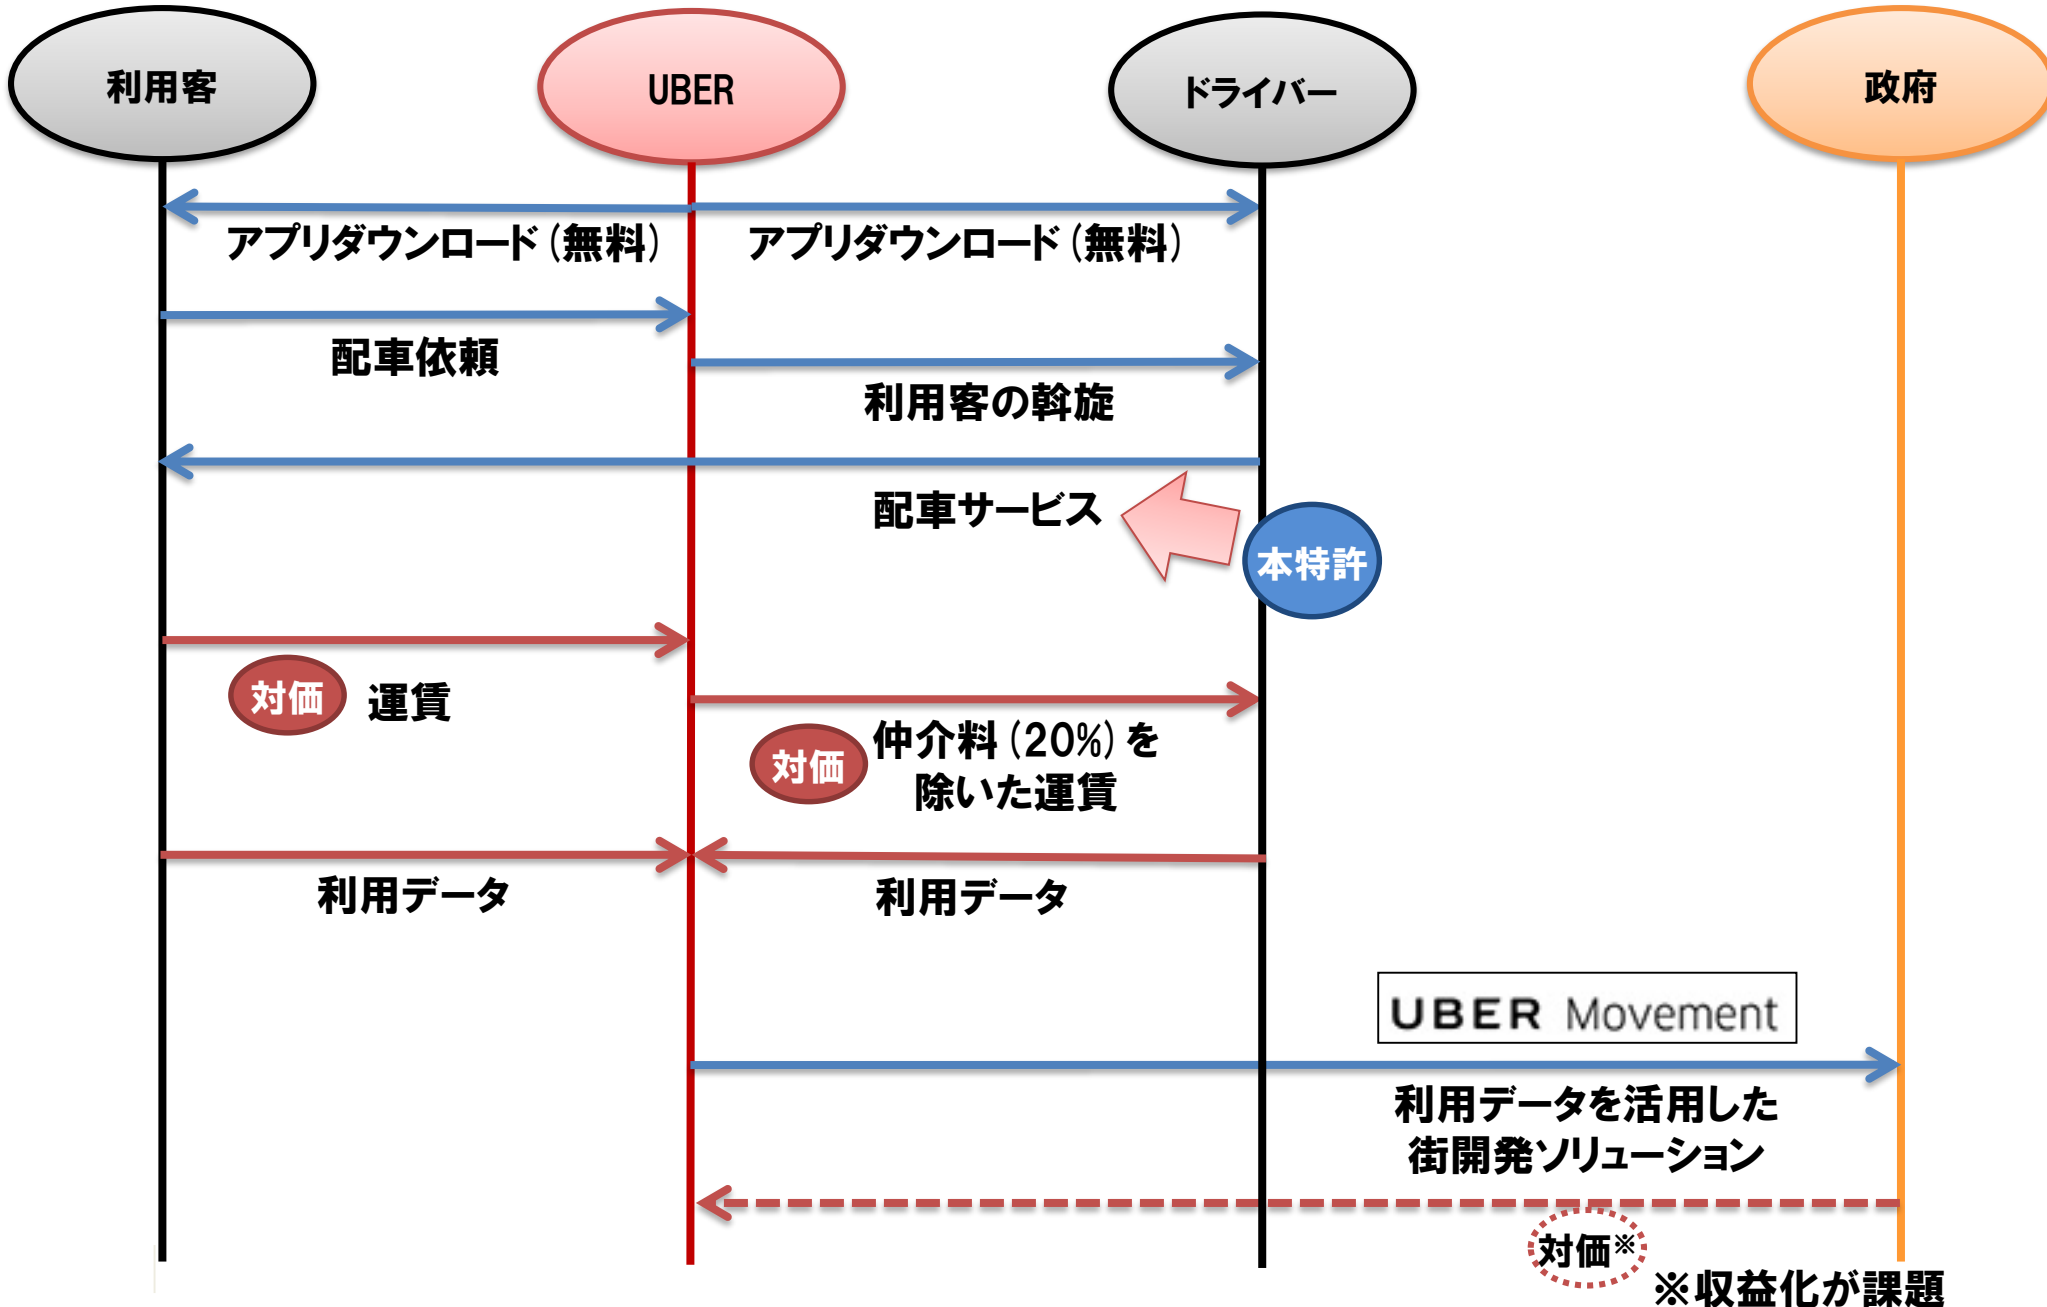 利用客
UBER
ドライバー
政府
アプリダウンロード(無料)
アプリダウンロード(無料)
配車依頼
利用客の斡旋
配車サービス
本特許
対価
運賃
対価
仲介料(20%)を
除いた運賃
利用データ
利用データ
UBER Movement
利用データを活用した
街開発ソリューション
対価※
※収益化が課題